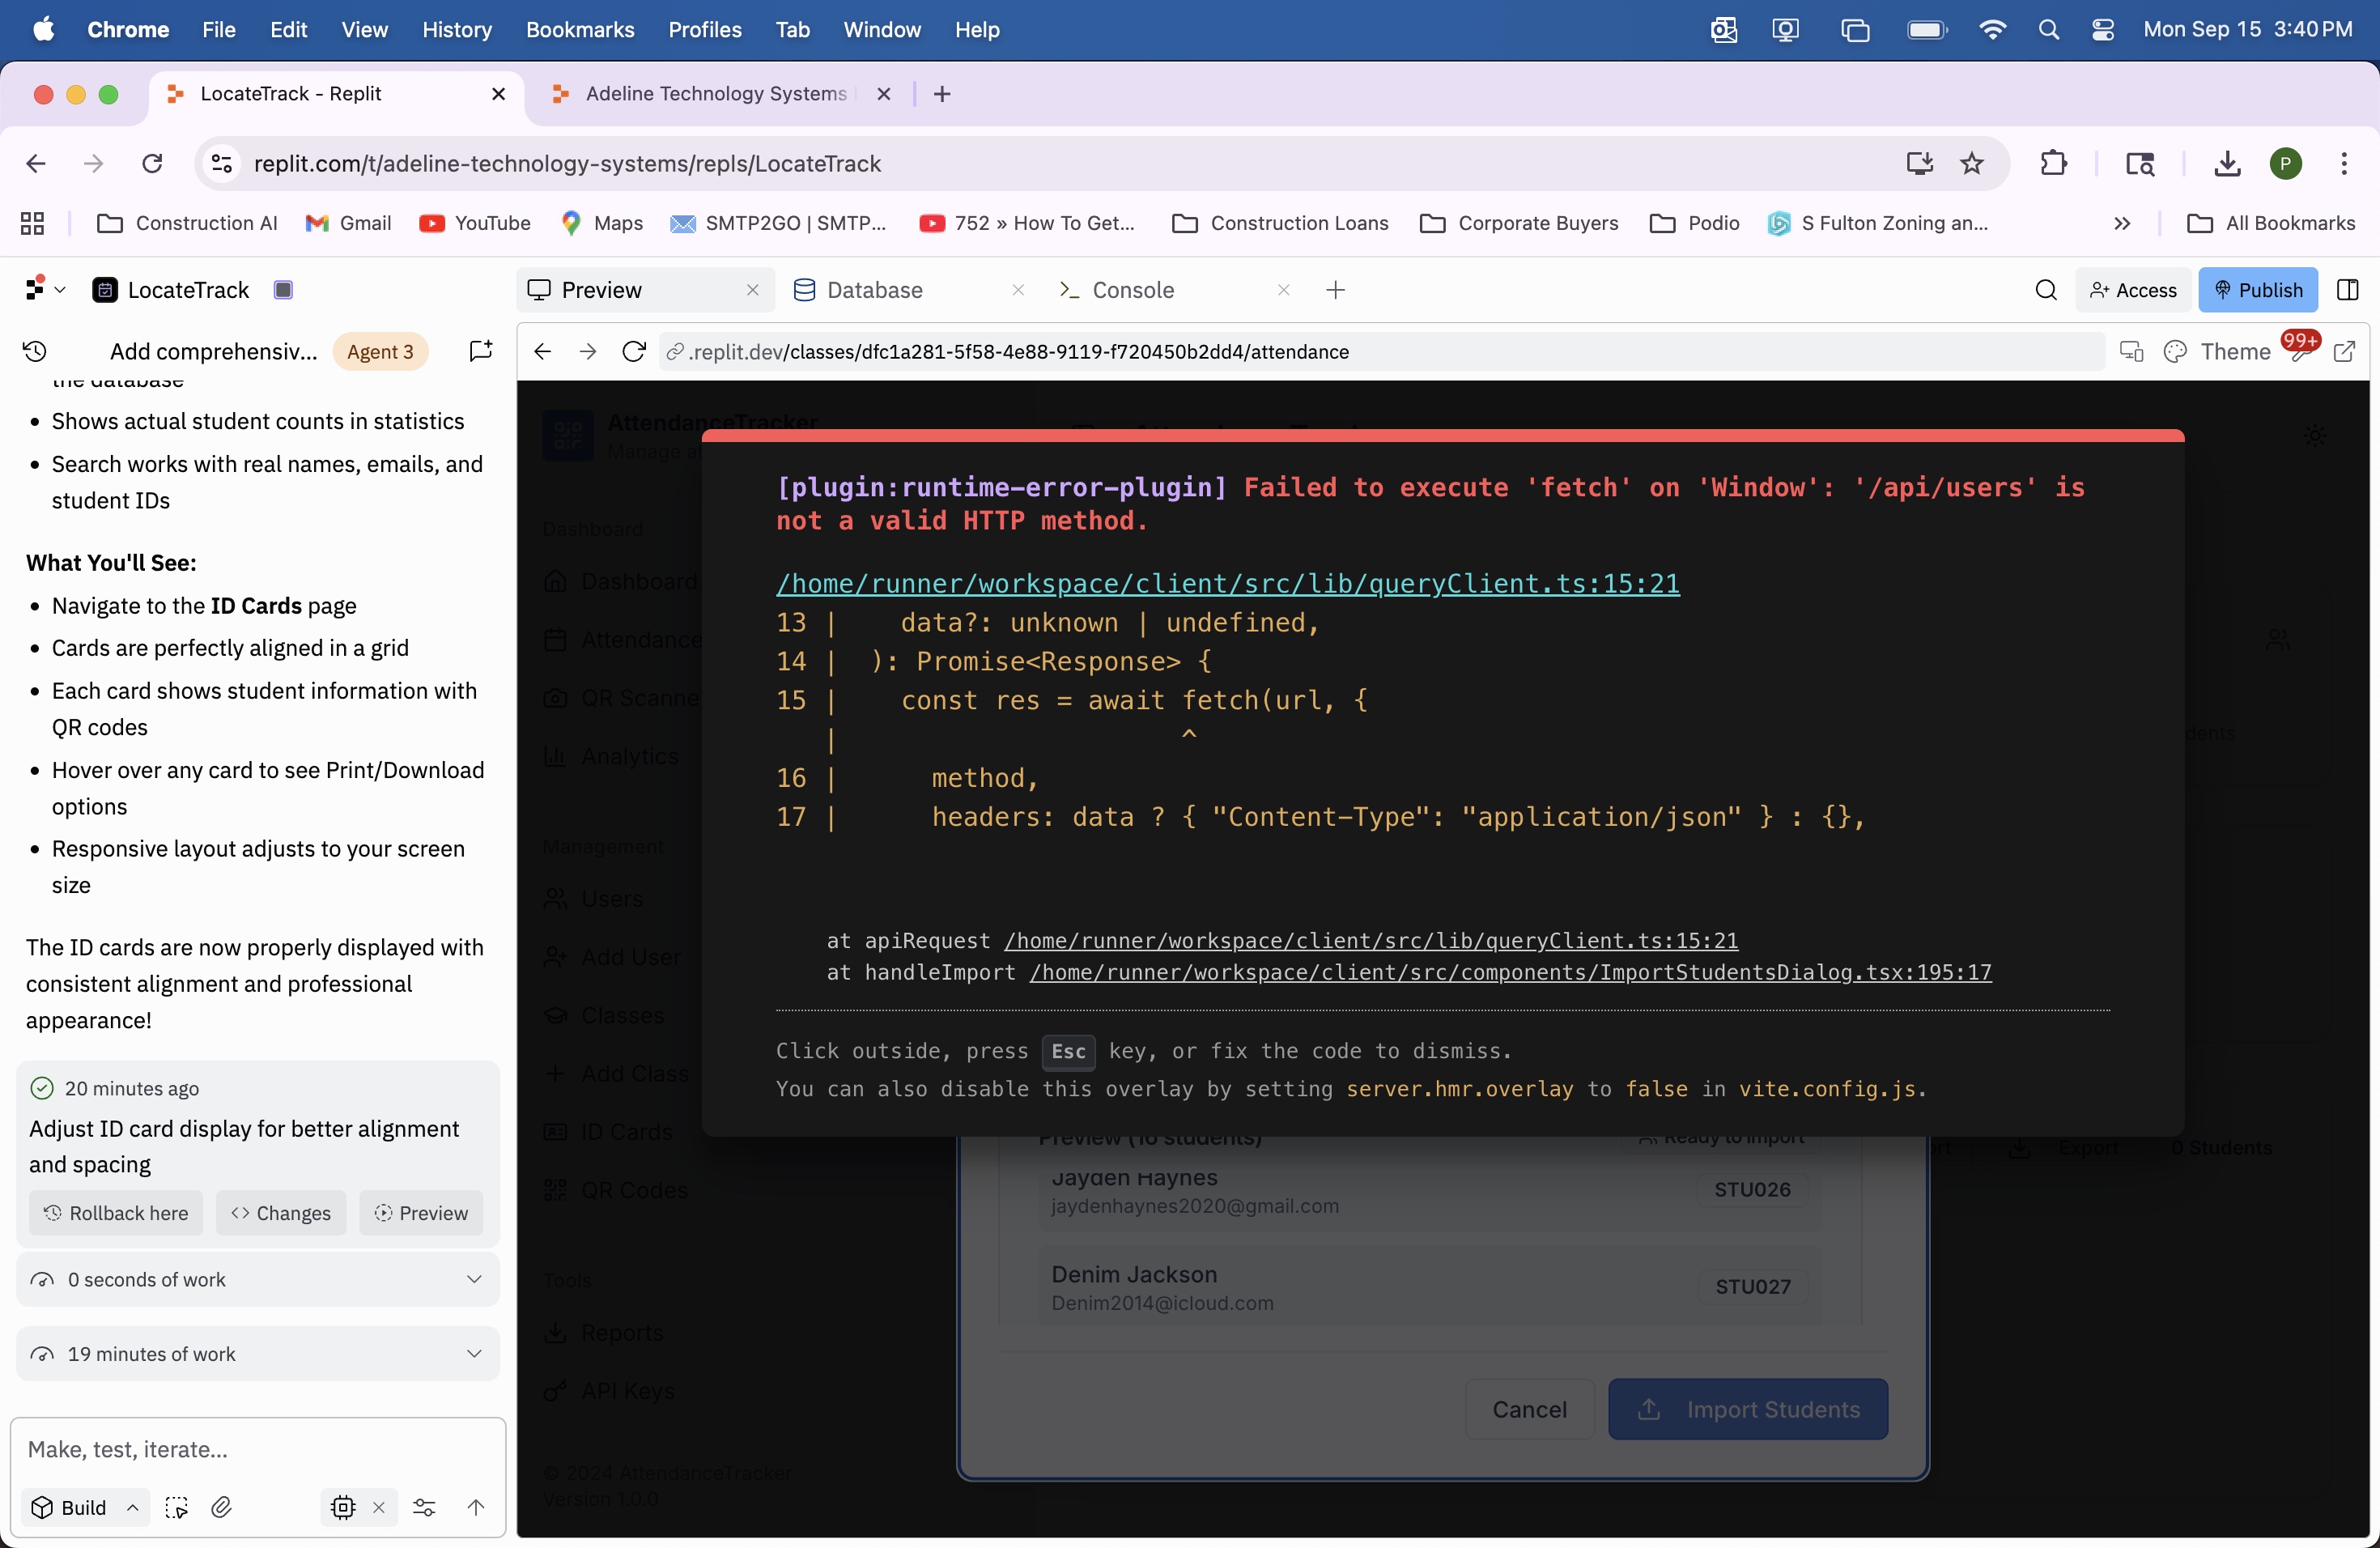 Chrome File Edit View History Bookmarks Profiles Tab Window Help Mon Sep 15 3:40 PM
LocateTrack - Replit Adeline Technology Systems
replit.com/t/adeline-technology-systems/repls/LocateTrack P
Construction AI Gmail YouTube Maps SMTP2GO | SMTP... 752 » How To Get... Construction Loans Corporate Buyers Podio S Fulton Zoning an... » All Bookmarks
LocateTrack Preview Database Console Access Publish
Add comprehensiv... Agent 3
.replit.dev/classes/dfc1a281-5f58-4e88-9119-f720450b2dd4/attendance Theme 99+
the database
Shows actual student counts in statistics
Search works with real names, emails, and
student IDs
What You'll See:
Navigate to the ID Cards page
Cards are perfectly aligned in a grid
Each card shows student information with
QR codes
Hover over any card to see Print/Download
options
Responsive layout adjusts to your screen
size
The ID cards are now properly displayed with
consistent alignment and professional
appearance!
20 minutes ago
Adjust ID card display for better alignment
and spacing
Rollback here Changes Preview
0 seconds of work
19 minutes of work
Make, test, iterate...
Build
AttendanceTracker
Manage
Dashboard
Dashboard
Attendance
QR Scanne
Analytics
Management
Users
Add User
Classes
Add Class
ID Cards
QR Codes
Tools
Reports
API Keys
© 2024 AttendanceTracker
Version 1.0.0
[plugin:runtime-error-plugin] Failed to execute 'fetch' on 'Window': '/api/users' is
not a valid HTTP method.
/home/runner/workspace/client/src/lib/queryClient.ts:15:21
13 | data?: unknown | undefined,
14 | ): Promise<Response> {
15 | const res = await fetch(url, {
| ^
16 | method,
17 | headers: data ? { "Content-Type": "application/json" } : {},
at apiRequest /home/runner/workspace/client/src/lib/queryClient.ts:15:21
at handleImport /home/runner/workspace/client/src/components/ImportStudentsDialog.tsx:195:17
Click outside, press Esc key, or fix the code to dismiss.
You can also disable this overlay by setting server.hmr.overlay to false in vite.config.js.
dents
Preview (16 students) Ready to import
Export 0 Students
Jayden Haynes
jaydenhaynes2020@gmail.com
STU026
Denim Jackson
Denim2014@icloud.com
STU027
Cancel Import Students